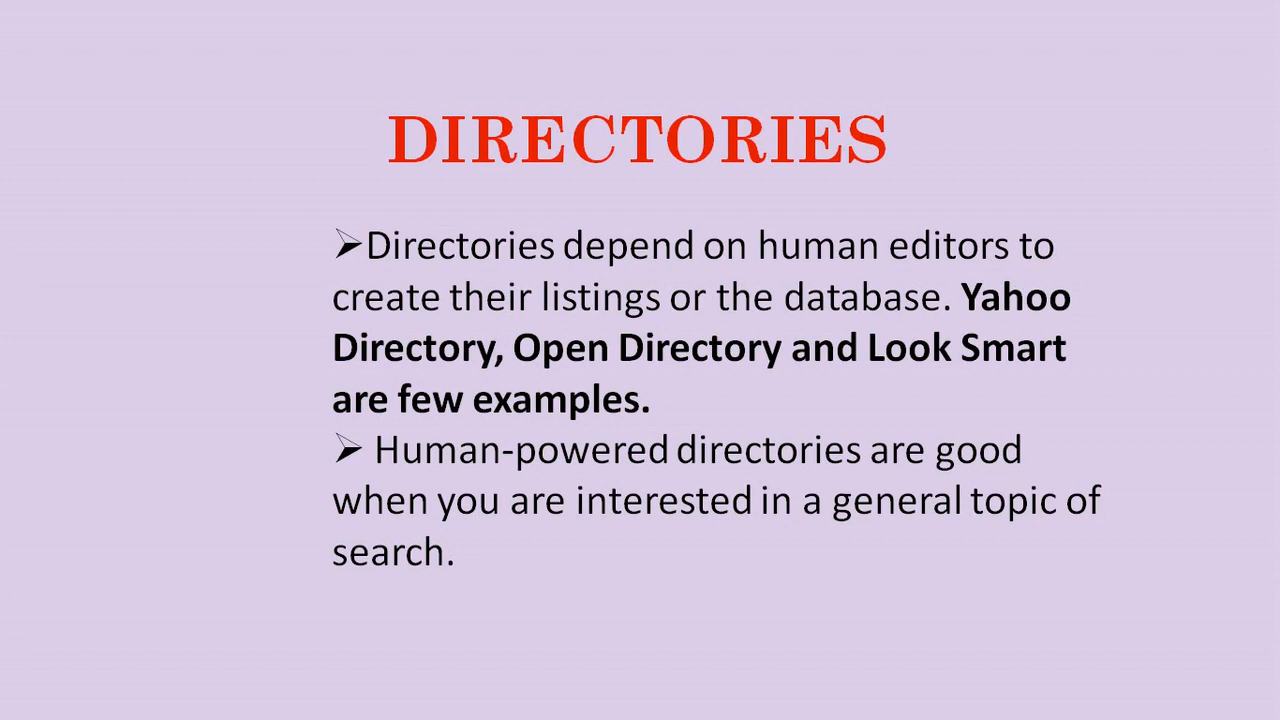 DIRECTORIES
➢Directories depend on human editors to
create their listings or the database. Yahoo
Directory, Open Directory and Look Smart
are few examples.
➢ Human-powered directories are good
when you are interested in a general topic of
search.